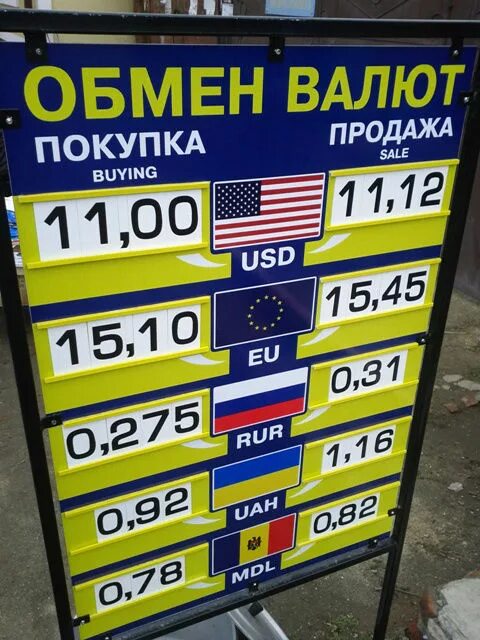 ОБМЕН ВАЛЮТ
ПОКУПКА ПРОДАЖА
BUYING SALE
11,00 11,12
USD
15,10 15,45
EU
0,275 0,31
RUR
0,92 1,16
UAH
0,78 0,82
MDL